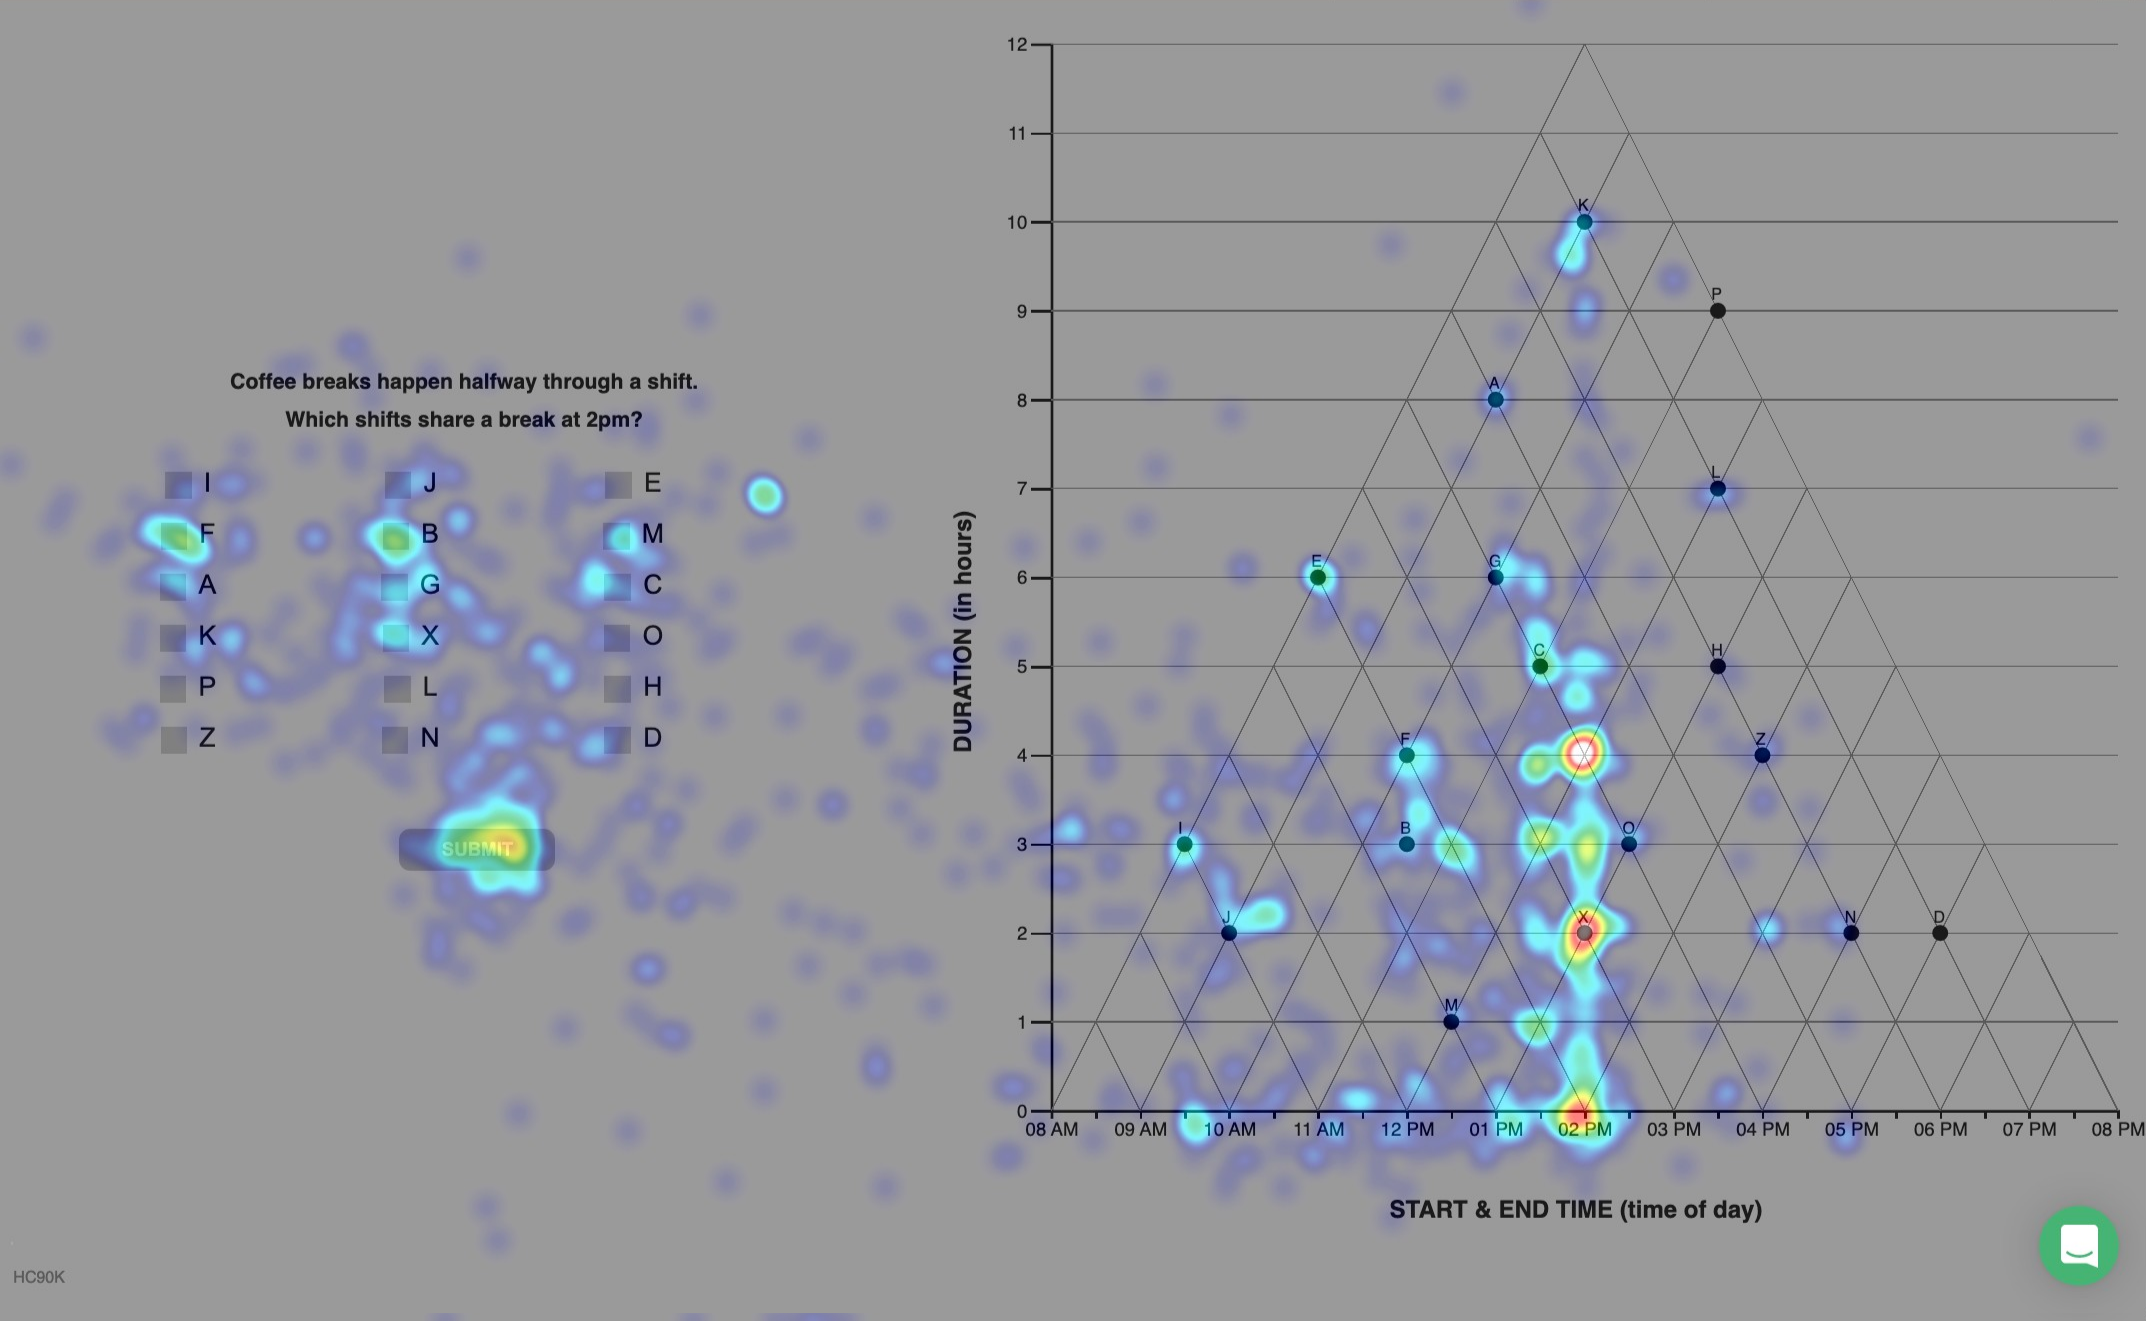 Coffee breaks happen halfway through a shift.
Which shifts share a break at 2pm?
I J E
F B M
A G C
K X O
P L H
Z N D
SUBMIT
HC90K
DURATION (in hours)
12
11
10
9
8
7
6
5
4
3
2
1
0
K
P
A
L
E G
C H
F Z
I B O
J X N D
M
08 AM 09 AM 10 AM 11 AM 12 PM 01 PM 02 PM 03 PM 04 PM 05 PM 06 PM 07 PM 08 PM
START & END TIME (time of day)